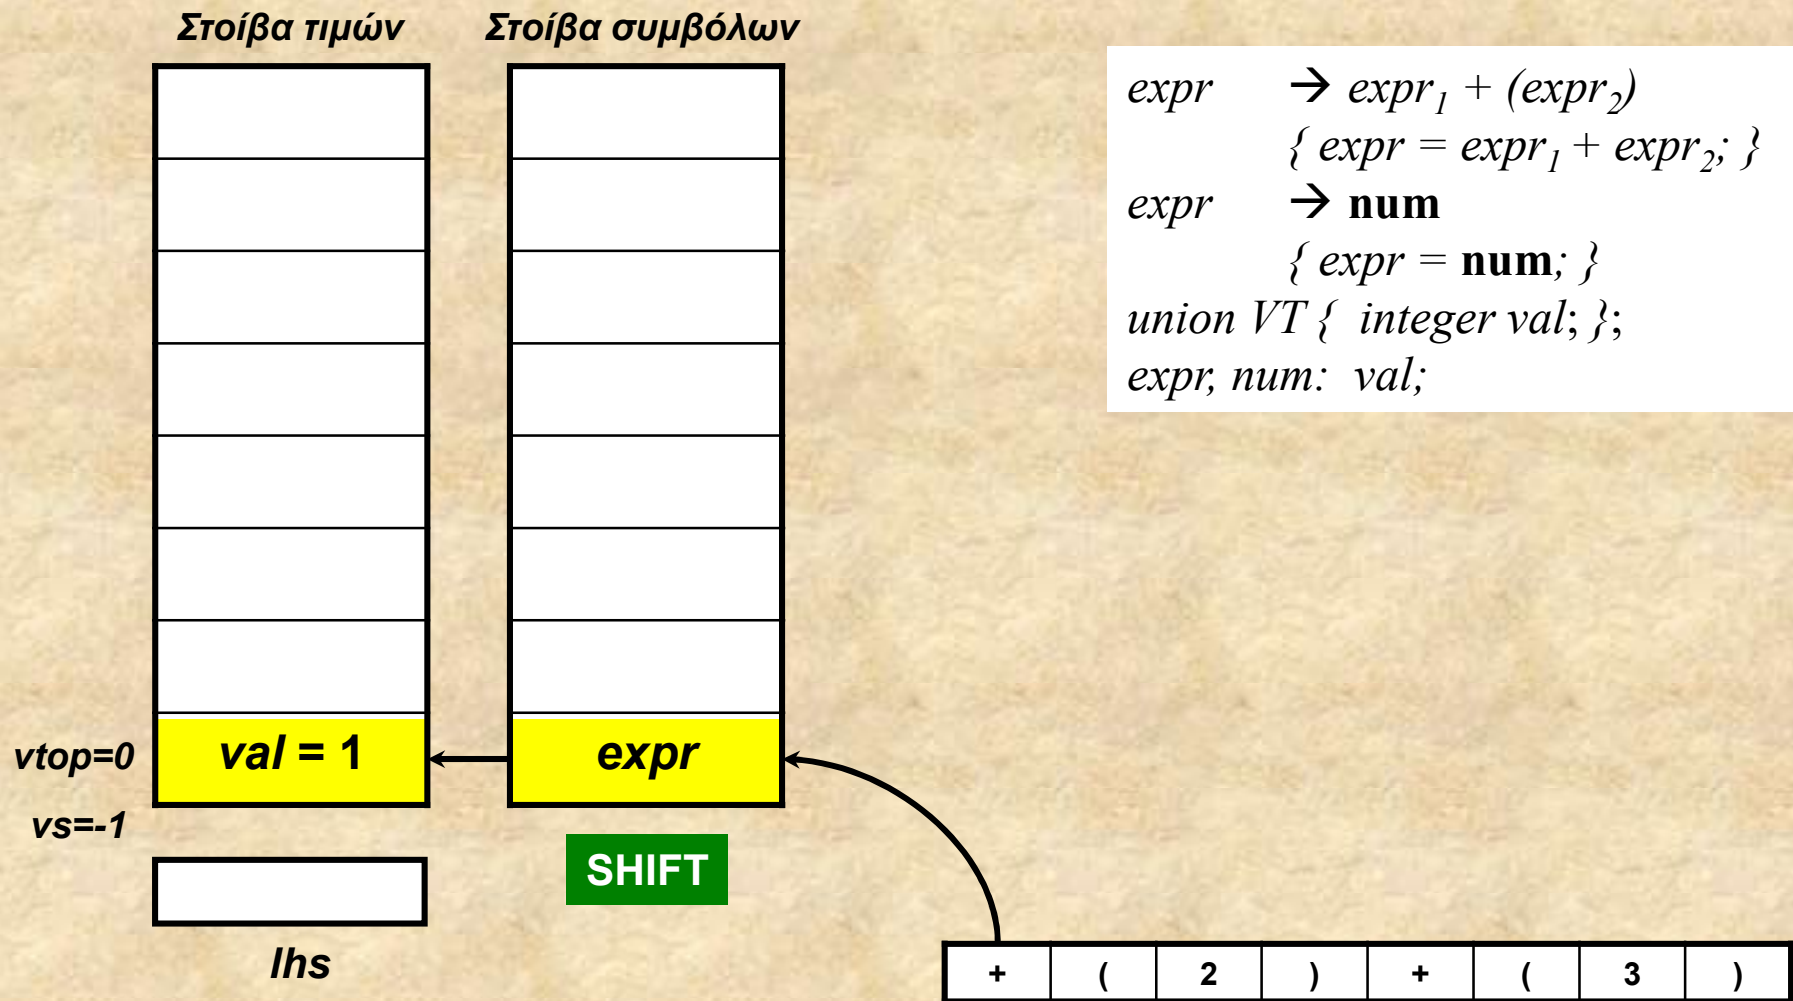 Στοίβα τιμών
Στοίβα συμβόλων
expr → expr1 + (expr2)
{ expr = expr1 + expr2; }
expr → num
{ expr = num; }
union VT { integer val; };
expr, num: val;
vtop=0
val = 1
expr
vs=-1
SHIFT
lhs
+ ( 2 ) + ( 3 )